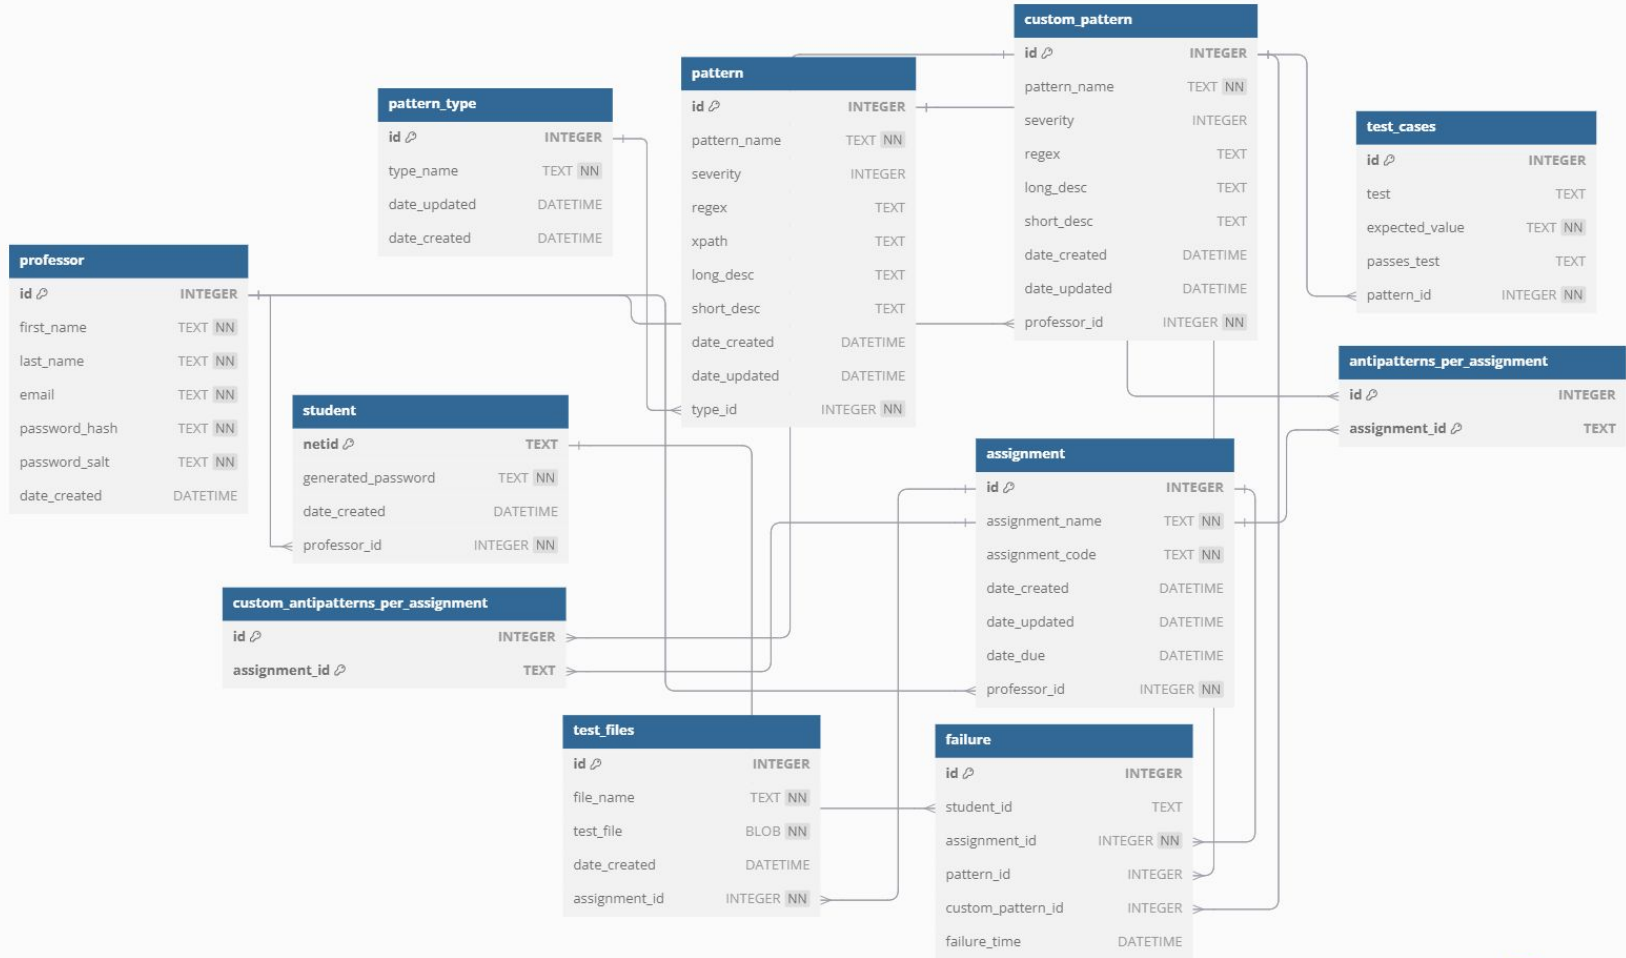 custom_pattern
id INTEGER
pattern_name TEXT NN
severity INTEGER
regex TEXT
long_desc TEXT
short_desc TEXT
date_created DATETIME
date_updated DATETIME
professor_id INTEGER NN
pattern
id INTEGER
pattern_name TEXT NN
severity INTEGER
regex TEXT
xpath TEXT
long_desc TEXT
short_desc TEXT
date_created DATETIME
date_updated DATETIME
type_id INTEGER NN
pattern_type
id INTEGER
type_name TEXT NN
date_updated DATETIME
date_created DATETIME
test_cases
id INTEGER
test TEXT
expected_value TEXT NN
passes_test TEXT
pattern_id INTEGER NN
professor
id INTEGER
first_name TEXT NN
last_name TEXT NN
email TEXT NN
password_hash TEXT NN
password_salt TEXT NN
date_created DATETIME
antipatterns_per_assignment
id INTEGER
assignment_id TEXT
student
netid TEXT
generated_password TEXT NN
date_created DATETIME
professor_id INTEGER NN
assignment
id INTEGER
assignment_name TEXT NN
assignment_code TEXT NN
date_created DATETIME
date_updated DATETIME
date_due DATETIME
professor_id INTEGER NN
custom_antipatterns_per_assignment
id INTEGER
assignment_id TEXT
test_files
id INTEGER
file_name TEXT NN
test_file BLOB NN
date_created DATETIME
assignment_id INTEGER NN
failure
id INTEGER
student_id TEXT
assignment_id INTEGER NN
pattern_id INTEGER
custom_pattern_id INTEGER
failure_time DATETIME